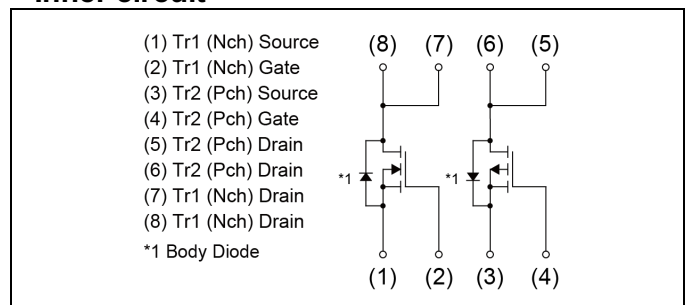 (1) Tr1 (Nch) Source
(2) Tr1 (Nch) Gate
(3) Tr2 (Pch) Source
(4) Tr2 (Pch) Gate
(5) Tr2 (Pch) Drain
(6) Tr2 (Pch) Drain
(7) Tr1 (Nch) Drain
(8) Tr1 (Nch) Drain
*1 Body Diode
(8) (7) (6) (5)
*1 *1
(1) (2) (3) (4)